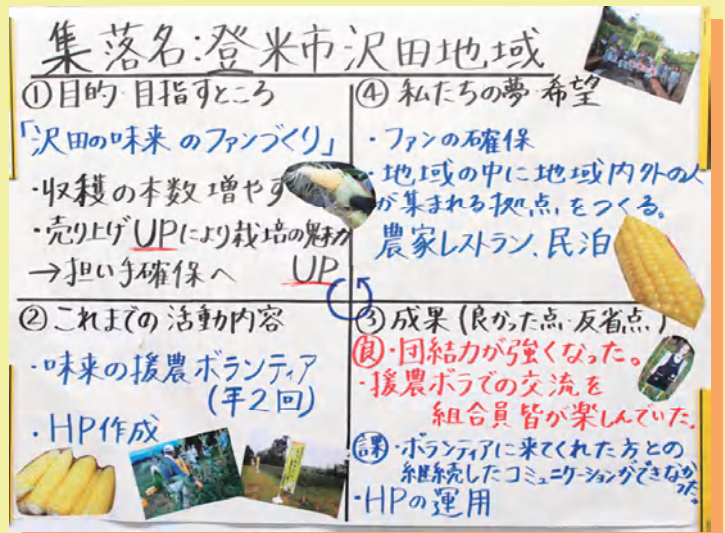 集落名:登米市沢田地域
①目的・目指すところ
「沢田の味来のファンづくり」
・収穫の本数増やす
・売り上げUPにより栽培の魅力
→担い手確保へ UP
②これまでの活動内容
・味来の援農ボランティア
(年2回)
・HP作成
③成果(良かった点・反省点)
良・団結力が強くなった。
・援農ボラでの交流を
組合員皆が楽しんでいた。
課・ボランティアに来てくれた方との
継続したコミュニケーションができなかった。
・HPの運用
④私たちの夢・希望
・ファンの確保
・地域の中に地域内外の人
が集まれる拠点をつくる。
農家レストラン、民泊